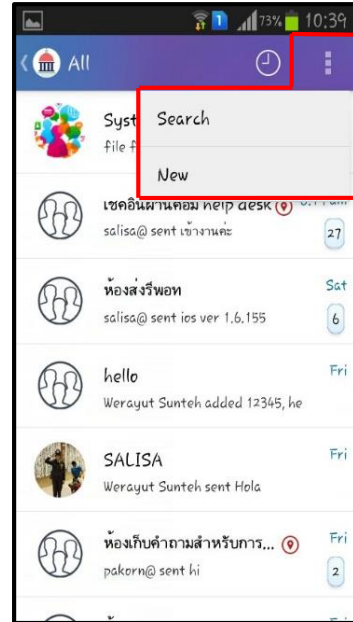 1 73% 10:39
All
Syst
file f
Search
New
เชคอินผ่านคอม help desk
salisa@ sent เข้างานค่ะ
27
ห้องส่งรีพอท
Sat
salisa@ sent ios ver 1.6.155
6
hello
Fri
Werayut Sunteh added 12345, he
SALISA
Fri
Werayut Sunteh sent Hola
ห้องเก็บคำถามสำหรับการ...
Fri
pakorn@ sent hi
2